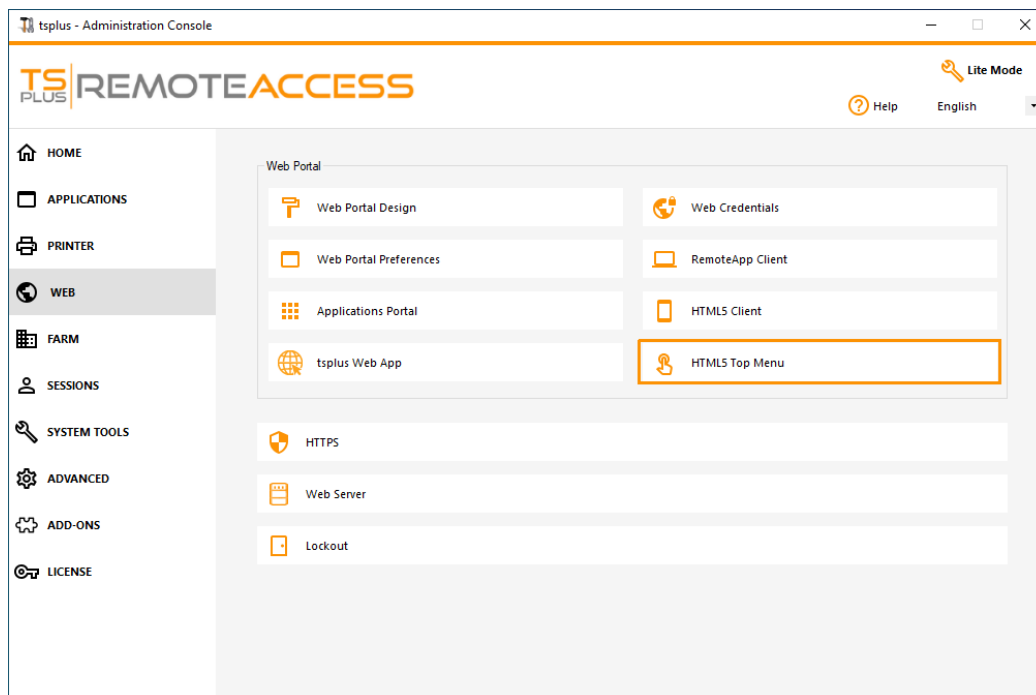 tsplus - Administration Console
TS PLUS REMOTEACCESS
Lite Mode
Help English
HOME
APPLICATIONS
PRINTER
WEB
FARM
SESSIONS
SYSTEM TOOLS
ADVANCED
ADD-ONS
LICENSE
Web Portal
Web Portal Design
Web Credentials
Web Portal Preferences
RemoteApp Client
Applications Portal
HTML5 Client
tsplus Web App
HTML5 Top Menu
HTTPS
Web Server
Lockout